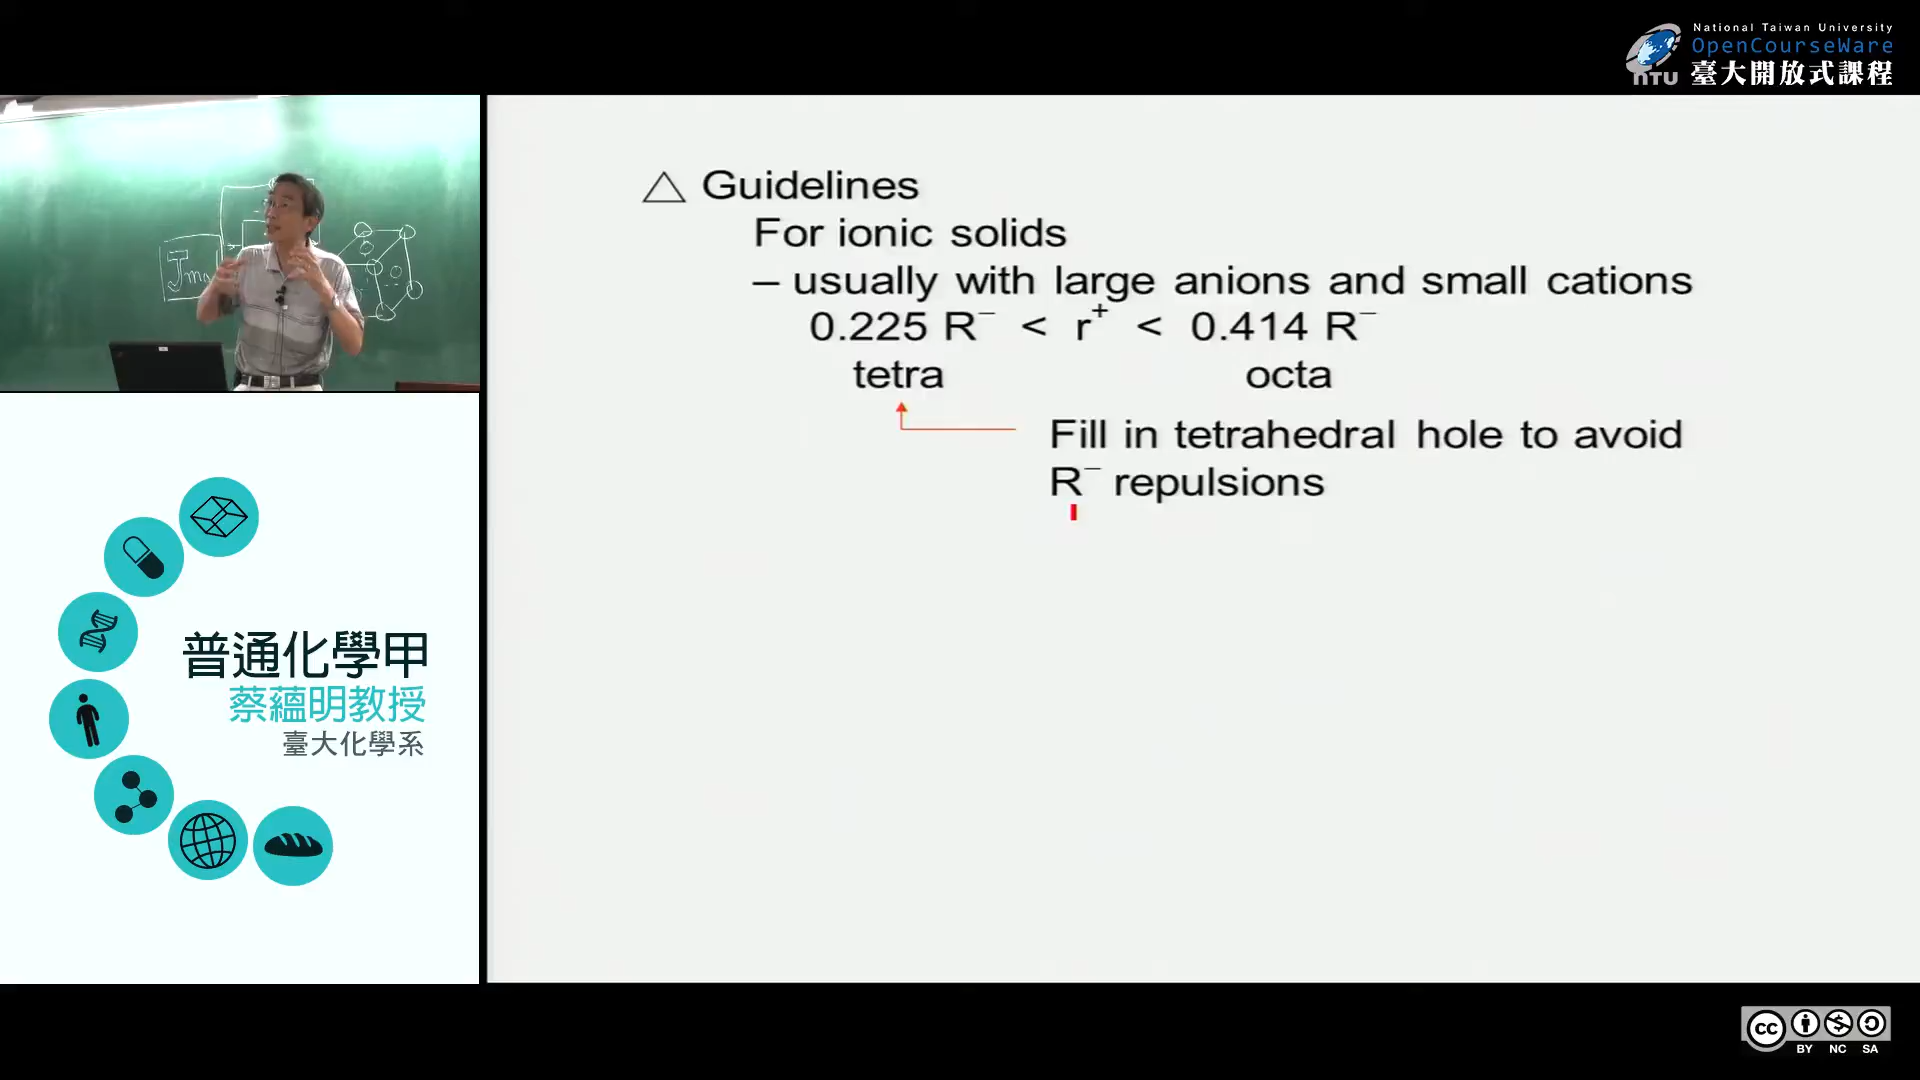 National Taiwan University
OpenCourseWare
NTU 臺大開放式課程
△ Guidelines
For ionic solids
– usually with large anions and small cations
0.225 R⁻ < r⁺ < 0.414 R⁻
tetra octa
Fill in tetrahedral hole to avoid
R⁻ repulsions
普通化學甲
蔡蘊明教授
臺大化學系
cc
BY NC SA